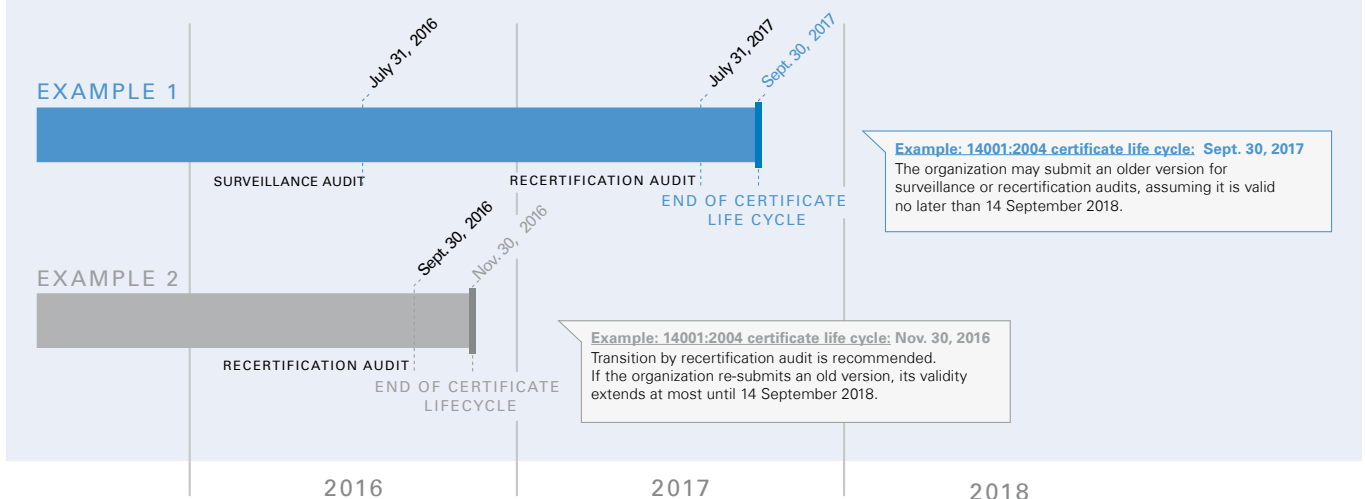 July 31, 2016
July 31, 2017
Sept. 30, 2017
EXAMPLE 1
SURVEILLANCE AUDIT
RECERTIFICATION AUDIT
END OF CERTIFICATE
LIFE CYCLE
Example: 14001:2004 certificate life cycle: Sept. 30, 2017
The organization may submit an older version for
surveillance or recertification audits, assuming it is valid
no later than 14 September 2018.
Sept. 30, 2016
Nov. 30, 2016
EXAMPLE 2
RECERTIFICATION AUDIT
END OF CERTIFICATE
LIFECYCLE
Example: 14001:2004 certificate life cycle: Nov. 30, 2016
Transition by recertification audit is recommended.
If the organization re-submits an old version, its validity
extends at most until 14 September 2018.
2016
2017
2018